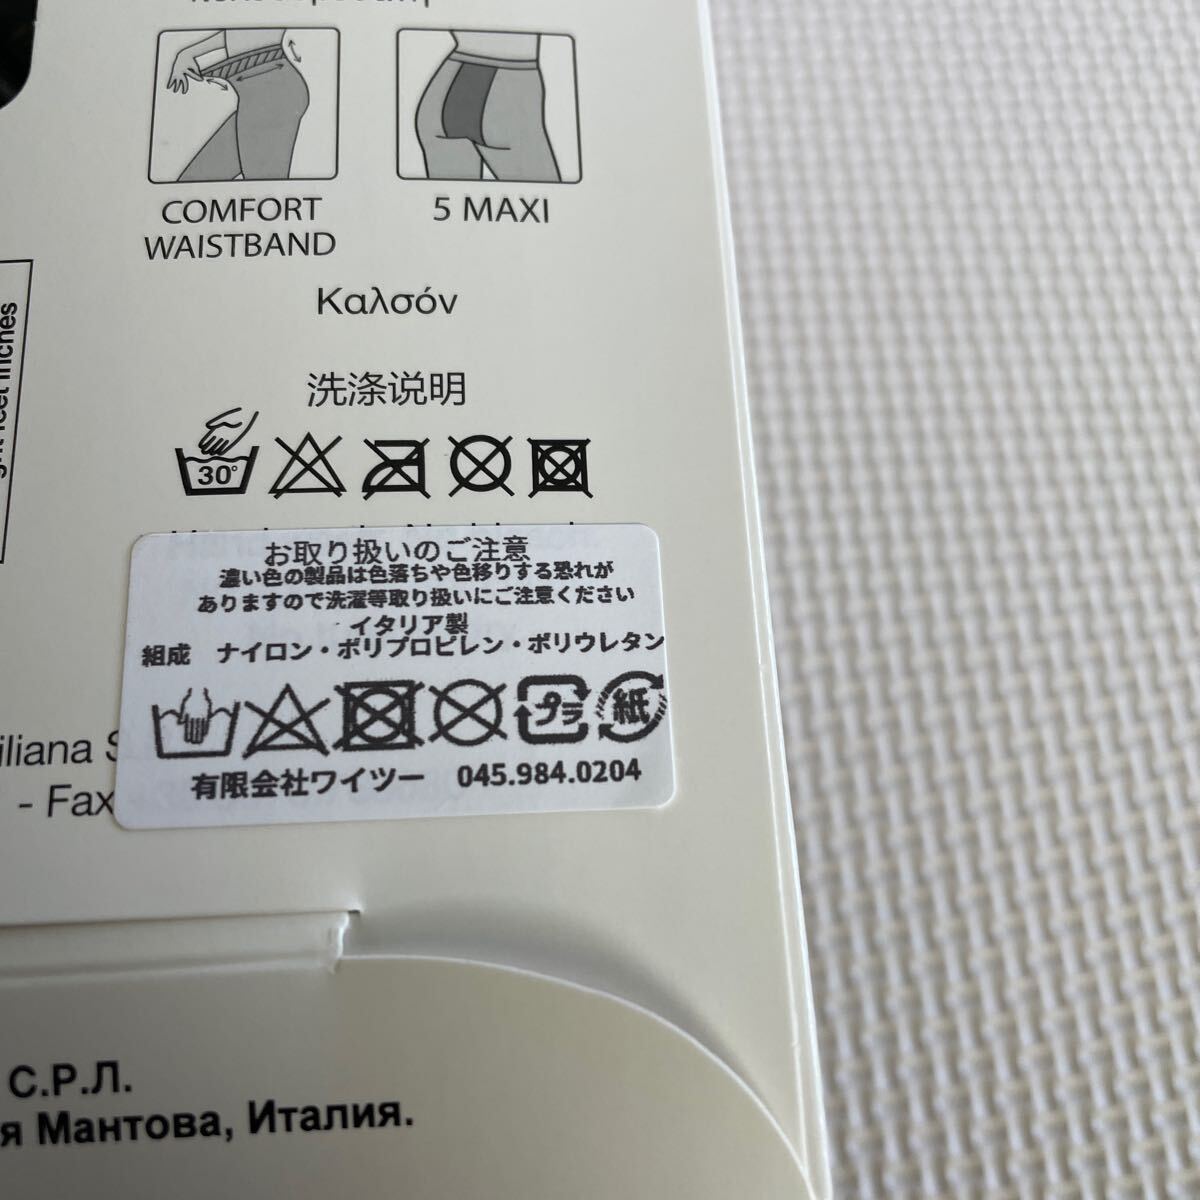 COMFORT
WAISTBAND
5 MAXI
Καλσόν
洗涤说明
30°
お取り扱いのご注意
濃い色の製品は色落ちや色移りする恐れが
ありますので洗濯等取り扱いにご注意ください
イタリア製
組成 ナイロン・ポリプロピレン・ポリウレタン
プラ
紙
有限会社ワイツー 045.984.0204
iliana S
- Fax
С.Р.Л.
я Мантова, Италия.
feet inches